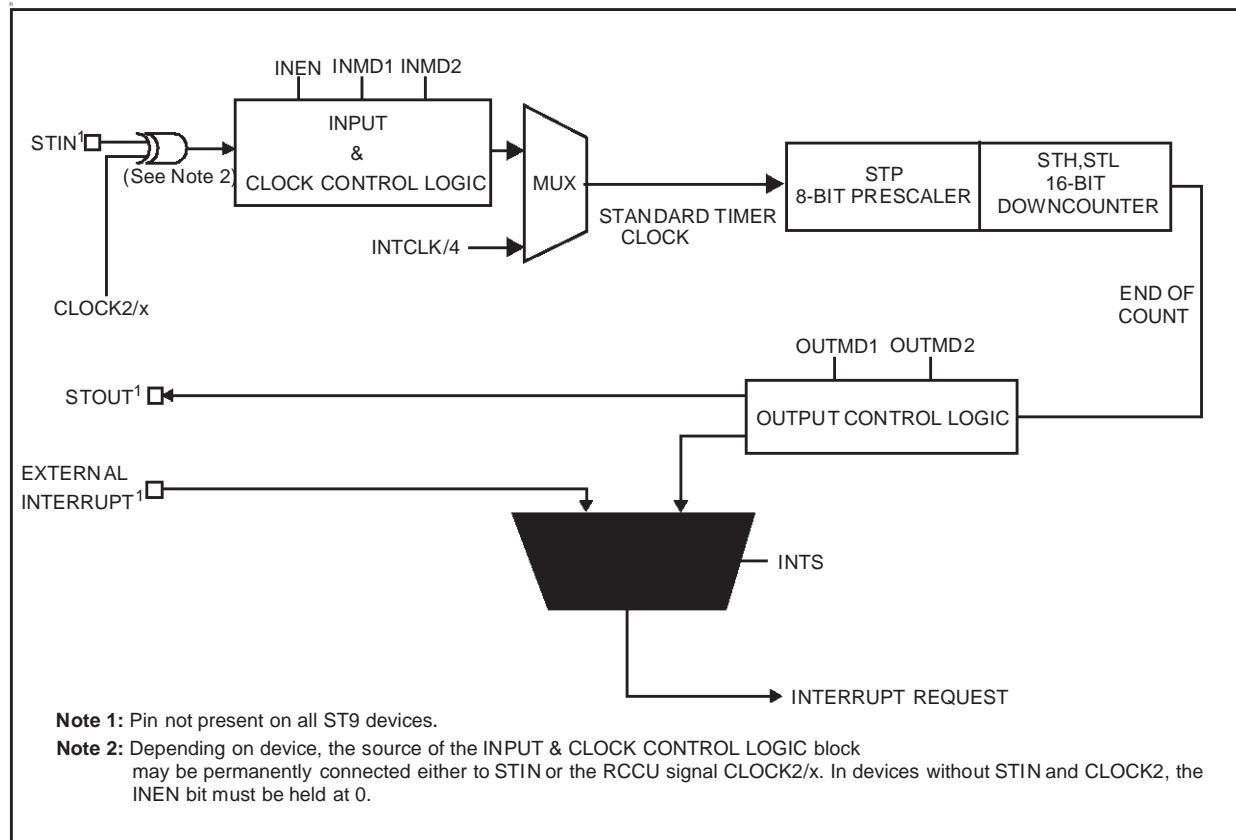 INEN INMD1 INMD2
STIN1
INPUT
&
CLOCK CONTROL LOGIC
(See Note 2)
MUX
INTCLK/4
CLOCK2/x
STANDARD TIMER
CLOCK
STP
8-BIT PRESCALER
STH,STL
16-BIT
DOWNCOUNTER
END OF
COUNT
OUTMD1 OUTMD2
STOUT1
OUTPUT CONTROL LOGIC
EXTERNAL
INTERRUPT1
INTS
INTERRUPT REQUEST
Note 1: Pin not present on all ST9 devices.
Note 2: Depending on device, the source of the INPUT & CLOCK CONTROL LOGIC block
may be permanently connected either to STIN or the RCCU signal CLOCK2/x. In devices without STIN and CLOCK2, the
INEN bit must be held at 0.